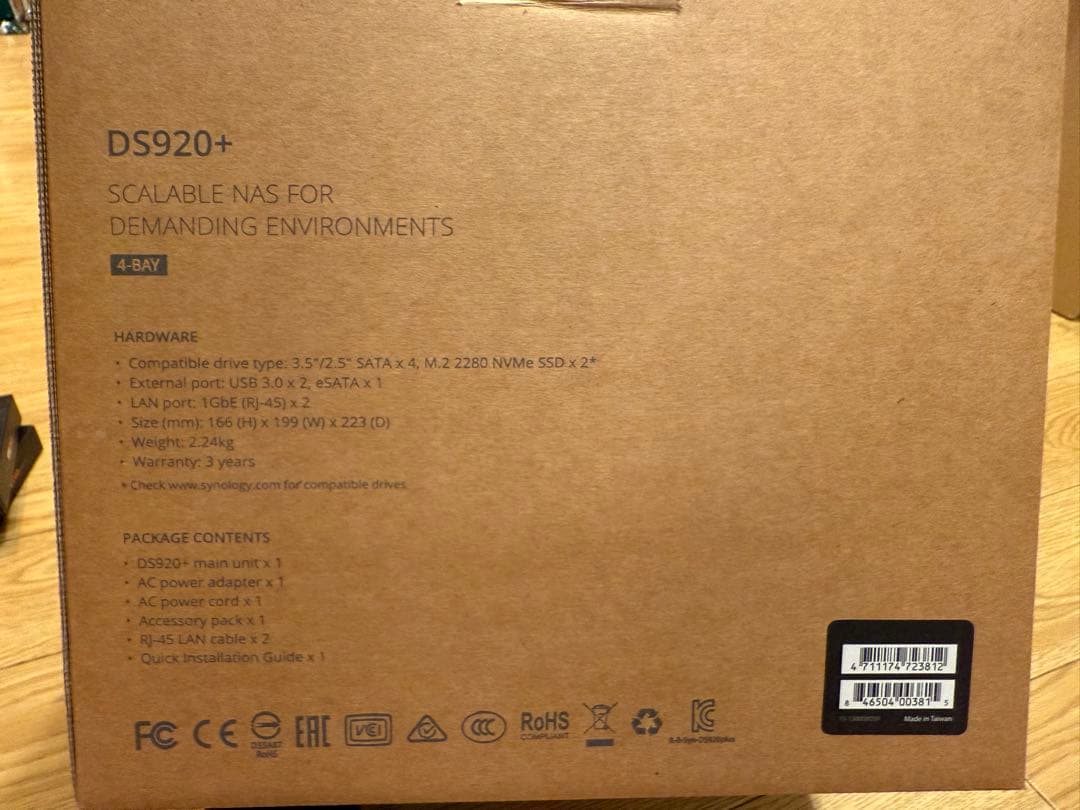 DS920+
SCALABLE NAS FOR
DEMANDING ENVIRONMENTS
4-BAY
HARDWARE
• Compatible drive type: 3.5"/2.5" SATA x 4, M.2 2280 NVMe SSD x 2*
• External port: USB 3.0 x 2, eSATA x 1
• LAN port: 1GbE (RJ-45) x 2
• Size (mm): 166 (H) x 199 (W) x 223 (D)
• Weight: 2.24kg
• Warranty: 3 years
* Check www.synology.com for compatible drives
PACKAGE CONTENTS
• DS920+ main unit x 1
• AC power adapter x 1
• AC power cord x 1
• Accessory pack x 1
• RJ-45 LAN cable x 2
• Quick Installation Guide x 1
4 711174 723812
8 46504 00381 5
Made in Taiwan
FC CE EAC VCI CCC RoHS KC
RoHS COMPLIANT